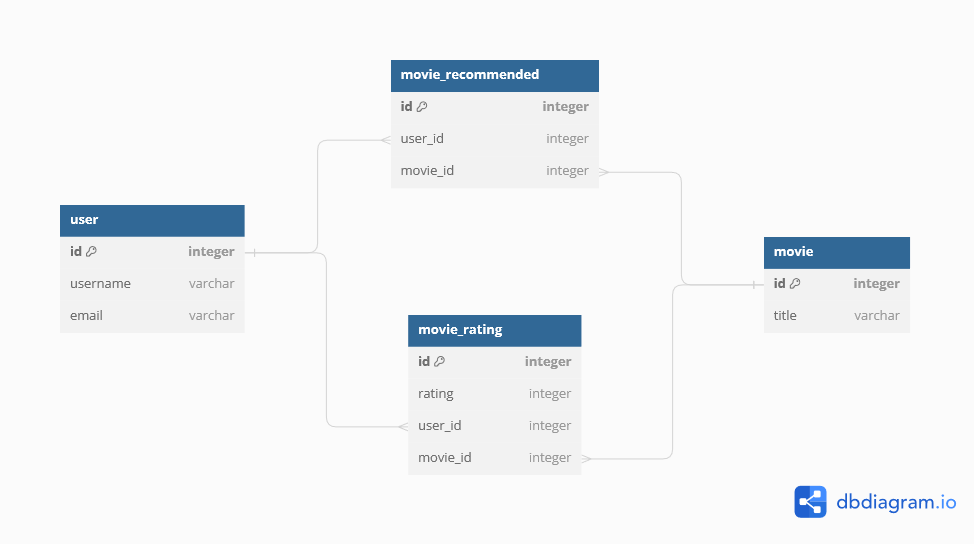 movie_recommended
id integer
user_id integer
movie_id integer
user
id integer
username varchar
email varchar
movie
id integer
title varchar
movie_rating
id integer
rating integer
user_id integer
movie_id integer
dbdiagram.io